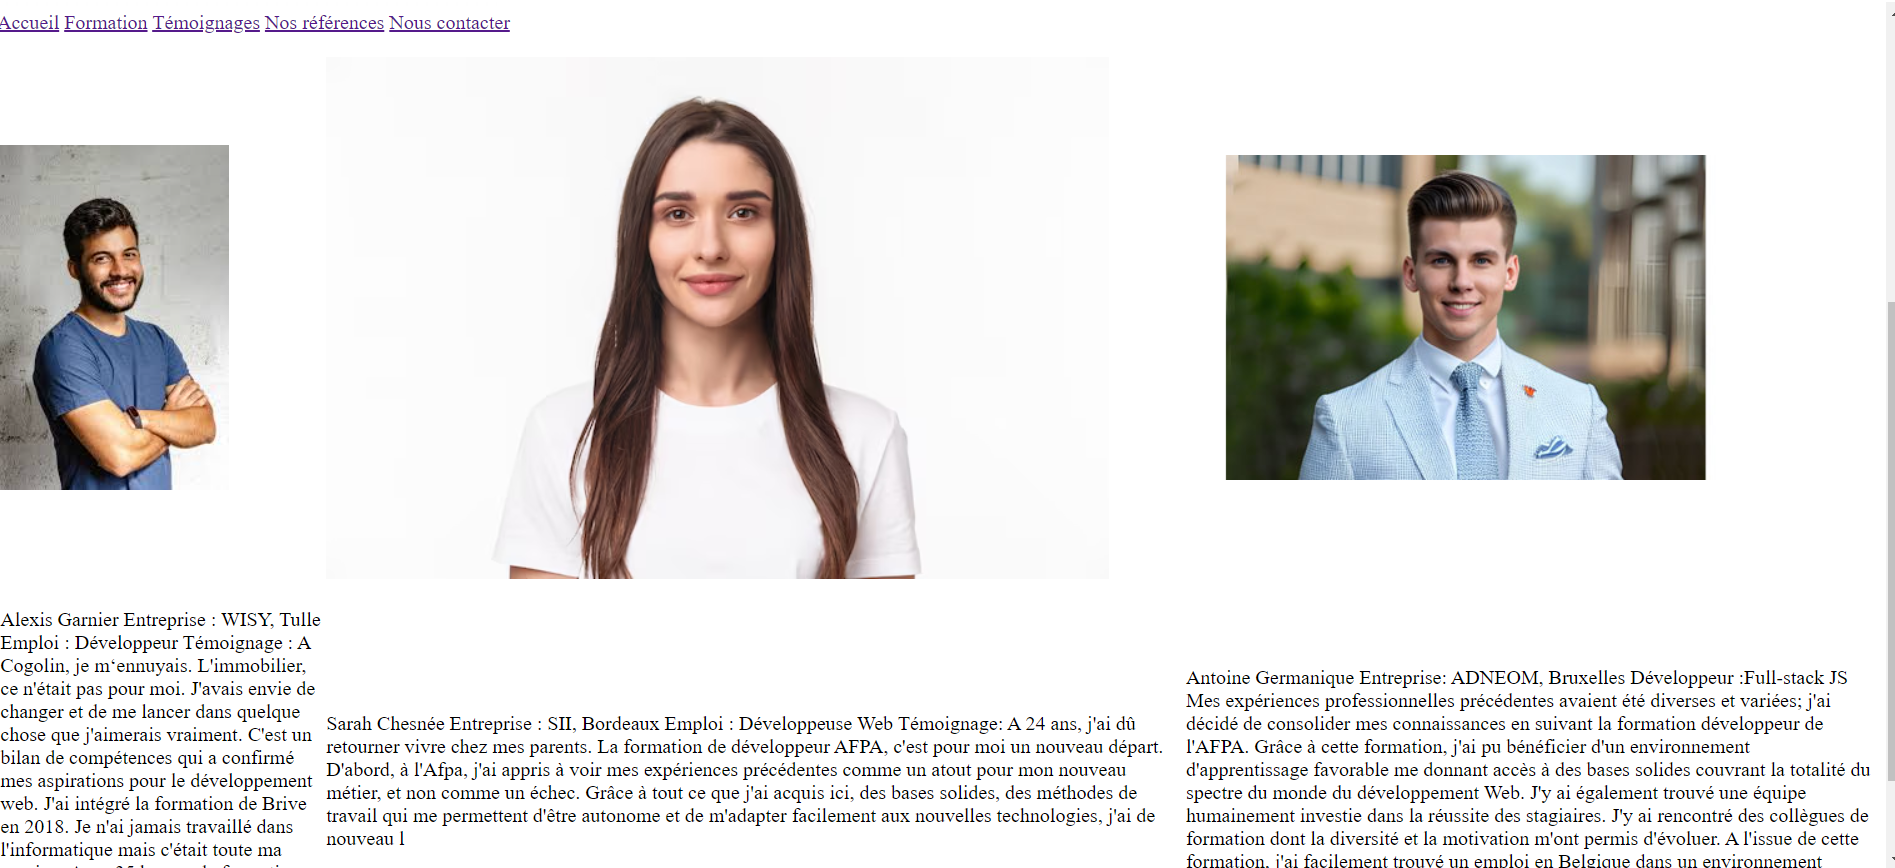 Accueil Formation Témoignages Nos références Nous contacter
Alexis Garnier Entreprise : WISY, Tulle
Emploi : Développeur Témoignage : A
Cogolin, je m‘ennuyais. L'immobilier,
ce n'était pas pour moi. J'avais envie de
changer et de me lancer dans quelque
chose que j'aimerais vraiment. C'est un
bilan de compétences qui a confirmé
mes aspirations pour le développement
web. J'ai intégré la formation de Brive
en 2018. Je n'ai jamais travaillé dans
l'informatique mais c'était toute ma
Sarah Chesnée Entreprise : SII, Bordeaux Emploi : Développeuse Web Témoignage: A 24 ans, j'ai dû
retourner vivre chez mes parents. La formation de développeur AFPA, c'est pour moi un nouveau départ.
D'abord, à l'Afpa, j'ai appris à voir mes expériences précédentes comme un atout pour mon nouveau
métier, et non comme un échec. Grâce à tout ce que j'ai acquis ici, des bases solides, des méthodes de
travail qui me permettent d'être autonome et de m'adapter facilement aux nouvelles technologies, j'ai de
nouveau l
Antoine Germanique Entreprise: ADNEOM, Bruxelles Développeur :Full-stack JS
Mes expériences professionnelles précédentes avaient été diverses et variées; j'ai
décidé de consolider mes connaissances en suivant la formation développeur de
l'AFPA. Grâce à cette formation, j'ai pu bénéficier d'un environnement
d'apprentissage favorable me donnant accès à des bases solides couvrant la totalité du
spectre du monde du développement Web. J'y ai également trouvé une équipe
humainement investie dans la réussite des stagiaires. J'y ai rencontré des collègues de
formation dont la diversité et la motivation m'ont permis d'évoluer. A l'issue de cette
formation, j'ai facilement trouvé un emploi en Belgique dans un environnement